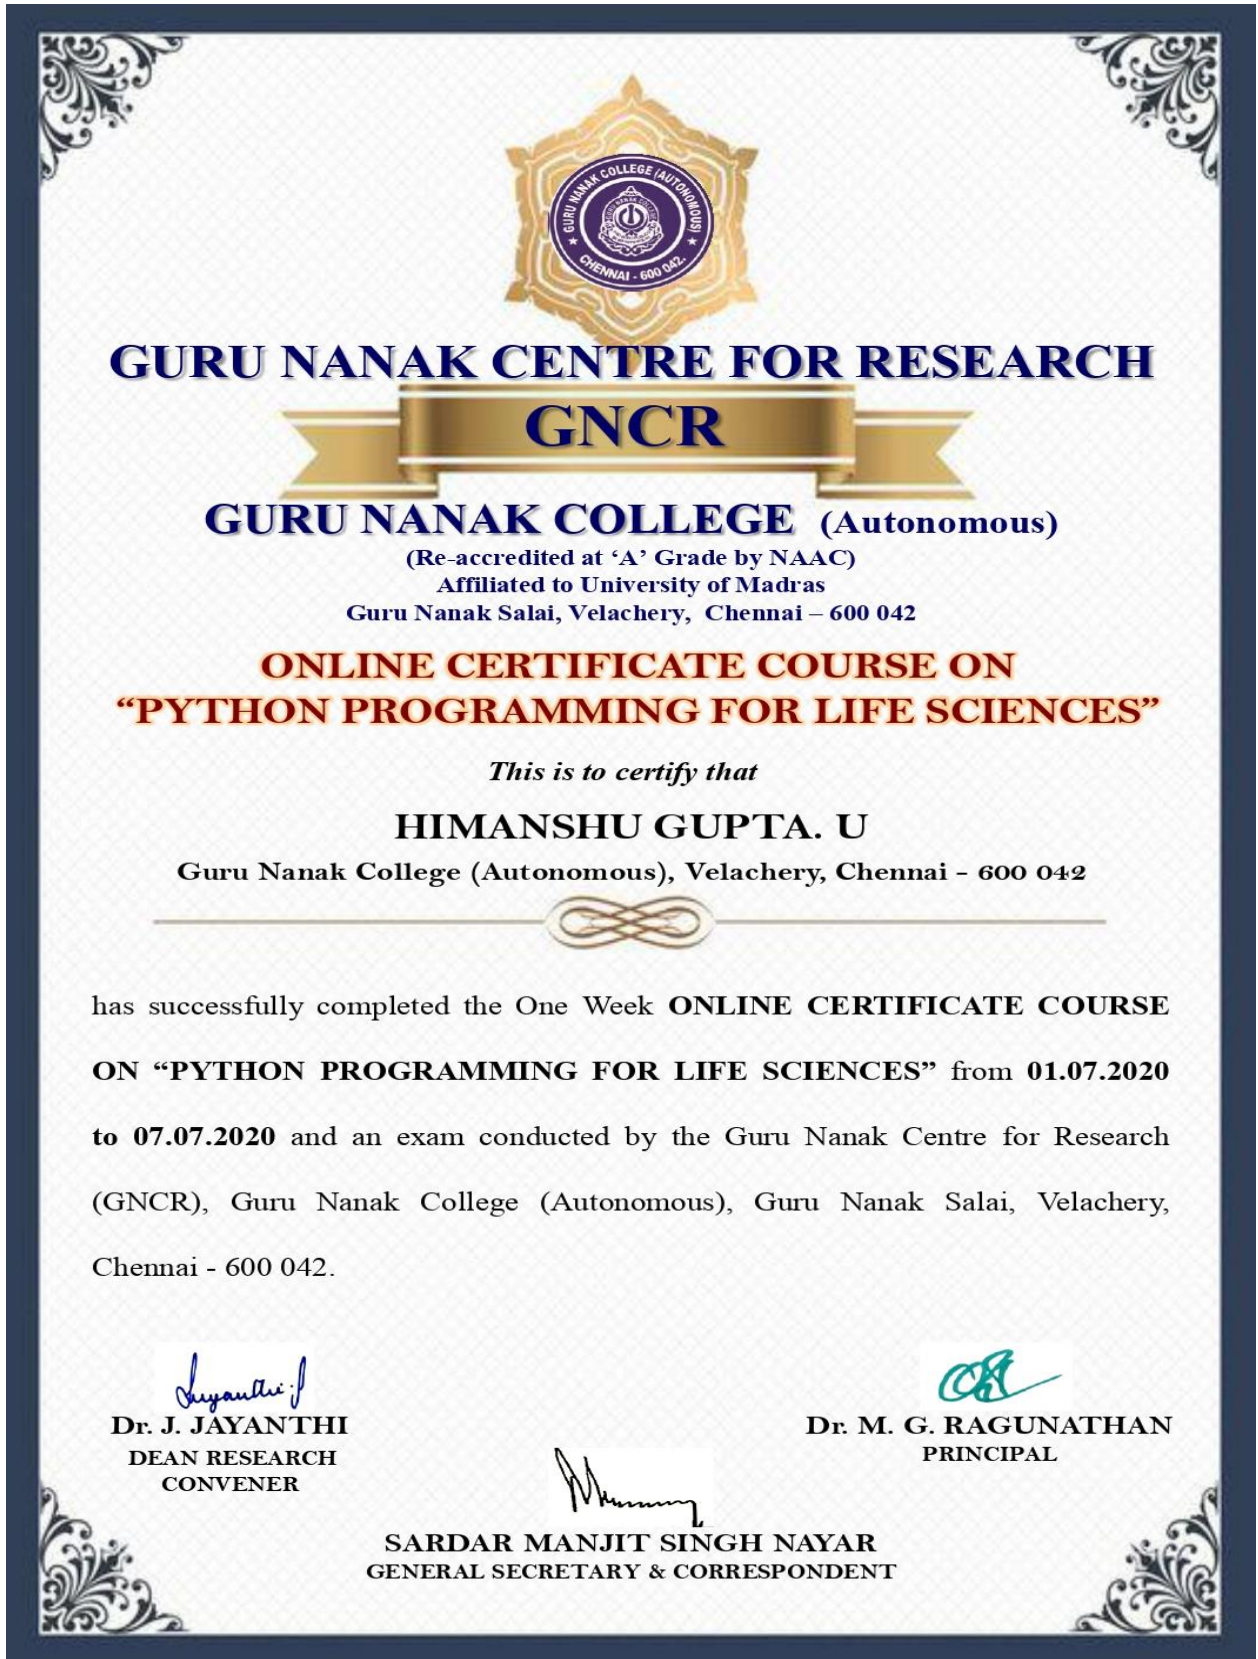 GURU NANAK COLLEGE (AUTONOMOUS)
GURU NANAK COLLEGE
★ CHENNAI - 600 042. ★
GURU NANAK CENTRE FOR RESEARCH
GNCR
GURU NANAK COLLEGE (Autonomous)
(Re-accredited at ‘A’ Grade by NAAC)
Affiliated to University of Madras
Guru Nanak Salai, Velachery, Chennai – 600 042
ONLINE CERTIFICATE COURSE ON
“PYTHON PROGRAMMING FOR LIFE SCIENCES”
This is to certify that
HIMANSHU GUPTA. U
Guru Nanak College (Autonomous), Velachery, Chennai - 600 042
has successfully completed the One Week ONLINE CERTIFICATE COURSE
ON “PYTHON PROGRAMMING FOR LIFE SCIENCES” from 01.07.2020
to 07.07.2020 and an exam conducted by the Guru Nanak Centre for Research
(GNCR), Guru Nanak College (Autonomous), Guru Nanak Salai, Velachery,
Chennai - 600 042.
Jayanthi.J
Dr. J. JAYANTHI
DEAN RESEARCH
CONVENER
Dr. M. G. RAGUNATHAN
PRINCIPAL
SARDAR MANJIT SINGH NAYAR
GENERAL SECRETARY & CORRESPONDENT